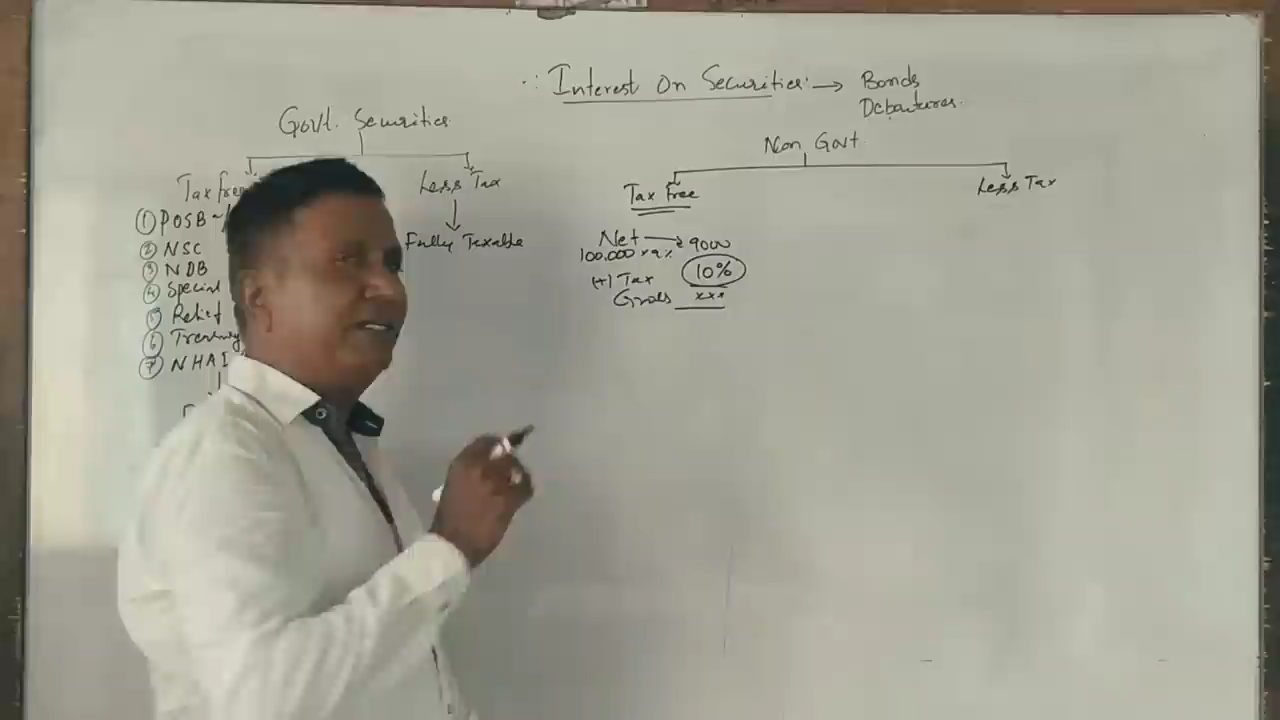 ∴ Interest On Securities:→ Bonds
Debautures.
Govt. Securities
Tax free
① POSB
② NSC
③ NDB
④ Special
⑤ Relief
⑥ Treasury
⑦ NHAI
Less Tax
Fully Taxable
Non Govt
Tax Free
Net → 9000
100.000 x 9%
(+) Tax 10%
Gross xxx
Less Tax